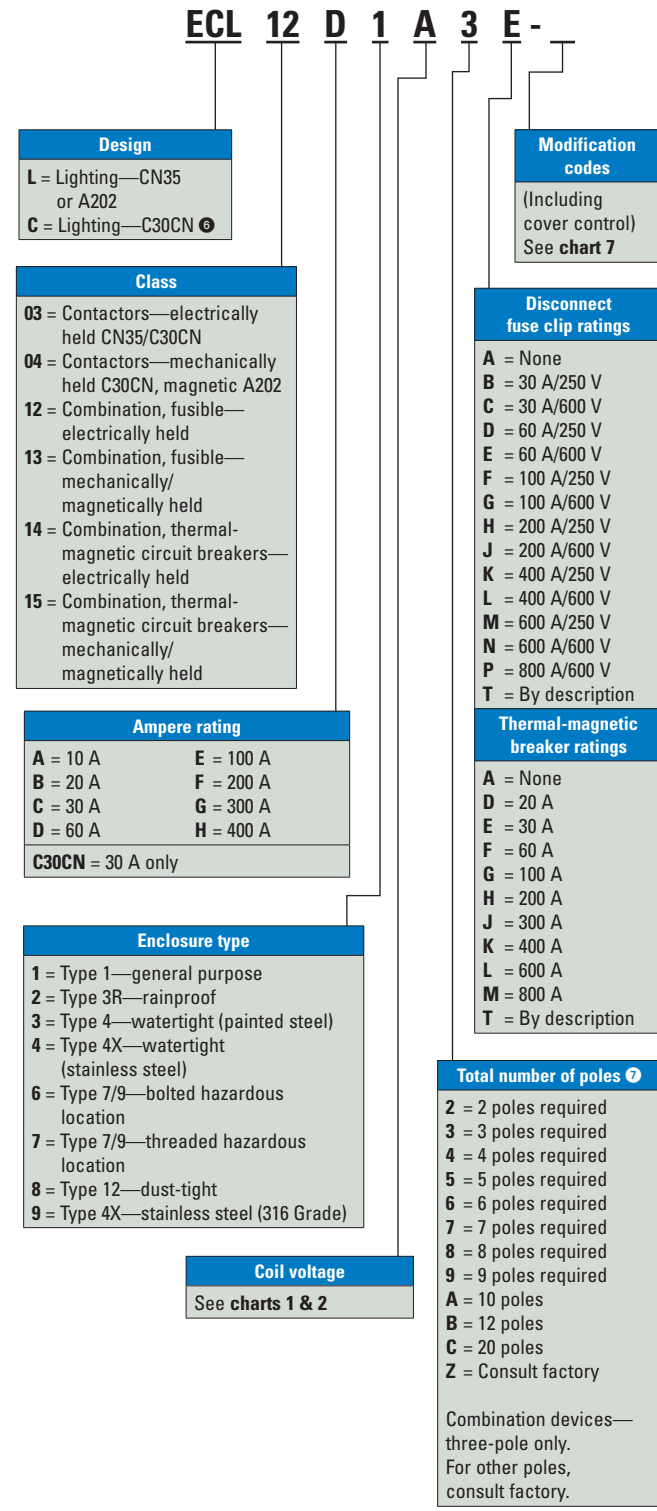 ECL 12 D 1 A 3 E -
Design
L = Lighting—CN35
or A202
C = Lighting—C30CN ❻
Class
03 = Contactors—electrically
held CN35/C30CN
04 = Contactors—mechanically
held C30CN, magnetic A202
12 = Combination, fusible—
electrically held
13 = Combination, fusible—
mechanically/
magnetically held
14 = Combination, thermal-
magnetic circuit breakers—
electrically held
15 = Combination, thermal-
magnetic circuit breakers—
mechanically/
magnetically held
Ampere rating
A = 10 A E = 100 A
B = 20 A F = 200 A
C = 30 A G = 300 A
D = 60 A H = 400 A
C30CN = 30 A only
Enclosure type
1 = Type 1—general purpose
2 = Type 3R—rainproof
3 = Type 4—watertight (painted steel)
4 = Type 4X—watertight
(stainless steel)
6 = Type 7/9—bolted hazardous
location
7 = Type 7/9—threaded hazardous
location
8 = Type 12—dust-tight
9 = Type 4X—stainless steel (316 Grade)
Coil voltage
See charts 1 & 2
Modification
codes
(Including
cover control)
See chart 7
Disconnect
fuse clip ratings
A = None
B = 30 A/250 V
C = 30 A/600 V
D = 60 A/250 V
E = 60 A/600 V
F = 100 A/250 V
G = 100 A/600 V
H = 200 A/250 V
J = 200 A/600 V
K = 400 A/250 V
L = 400 A/600 V
M = 600 A/250 V
N = 600 A/600 V
P = 800 A/600 V
T = By description
Thermal-magnetic
breaker ratings
A = None
D = 20 A
E = 30 A
F = 60 A
G = 100 A
H = 200 A
J = 300 A
K = 400 A
L = 600 A
M = 800 A
T = By description
Total number of poles ❼
2 = 2 poles required
3 = 3 poles required
4 = 4 poles required
5 = 5 poles required
6 = 6 poles required
7 = 7 poles required
8 = 8 poles required
9 = 9 poles required
A = 10 poles
B = 12 poles
C = 20 poles
Z = Consult factory
Combination devices—
three-pole only.
For other poles,
consult factory.